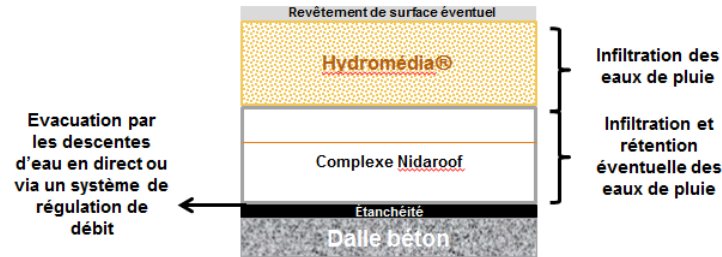 Revêtement de surface éventuel
Hydromédia®
Infiltration des
eaux de pluie
Evacuation par
les descentes
d'eau en direct ou
via un système de
régulation de
débit
Complexe Nidaroof
Infiltration et
rétention
éventuelle des
eaux de pluie
Étanchéité
Dalle béton